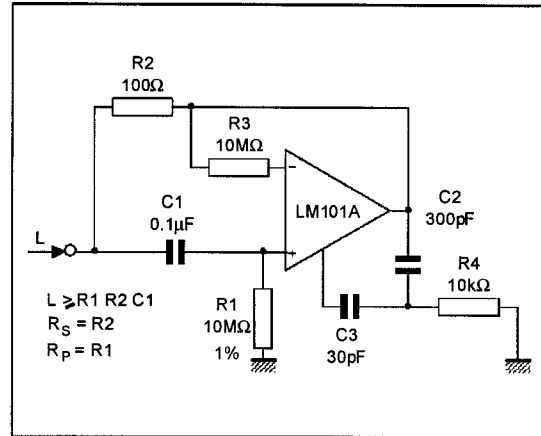 R2
100Ω
R3
10MΩ
C1
0.1µF
LM101A
C2
300pF
R4
10kΩ
L
R1
10MΩ
1%
C3
30pF
L ⩾ R1 R2 C1
R_S = R2
R_P = R1
−
+